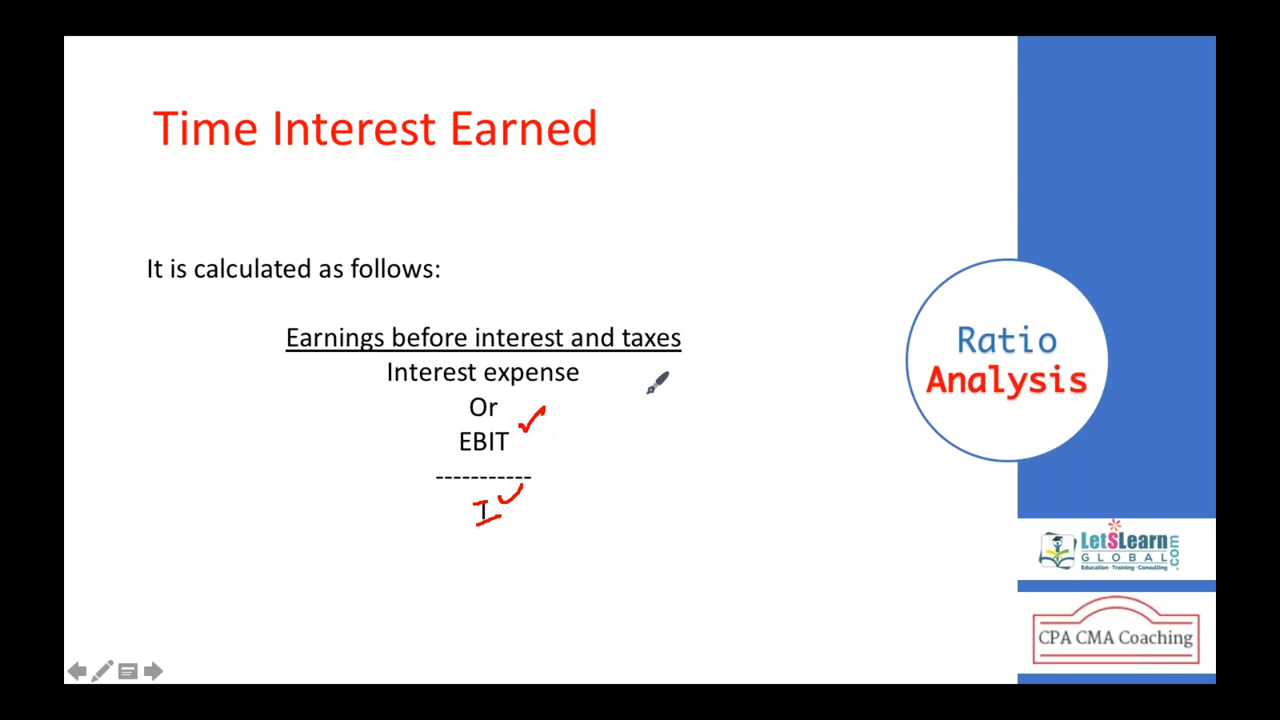 Time Interest Earned
It is calculated as follows:
Earnings before interest and taxes
Interest expense
Or
EBIT
-----------
I
Ratio
Analysis
LetSLearn
GLOBAL.com
Education • Training • Consulting
CPA CMA Coaching